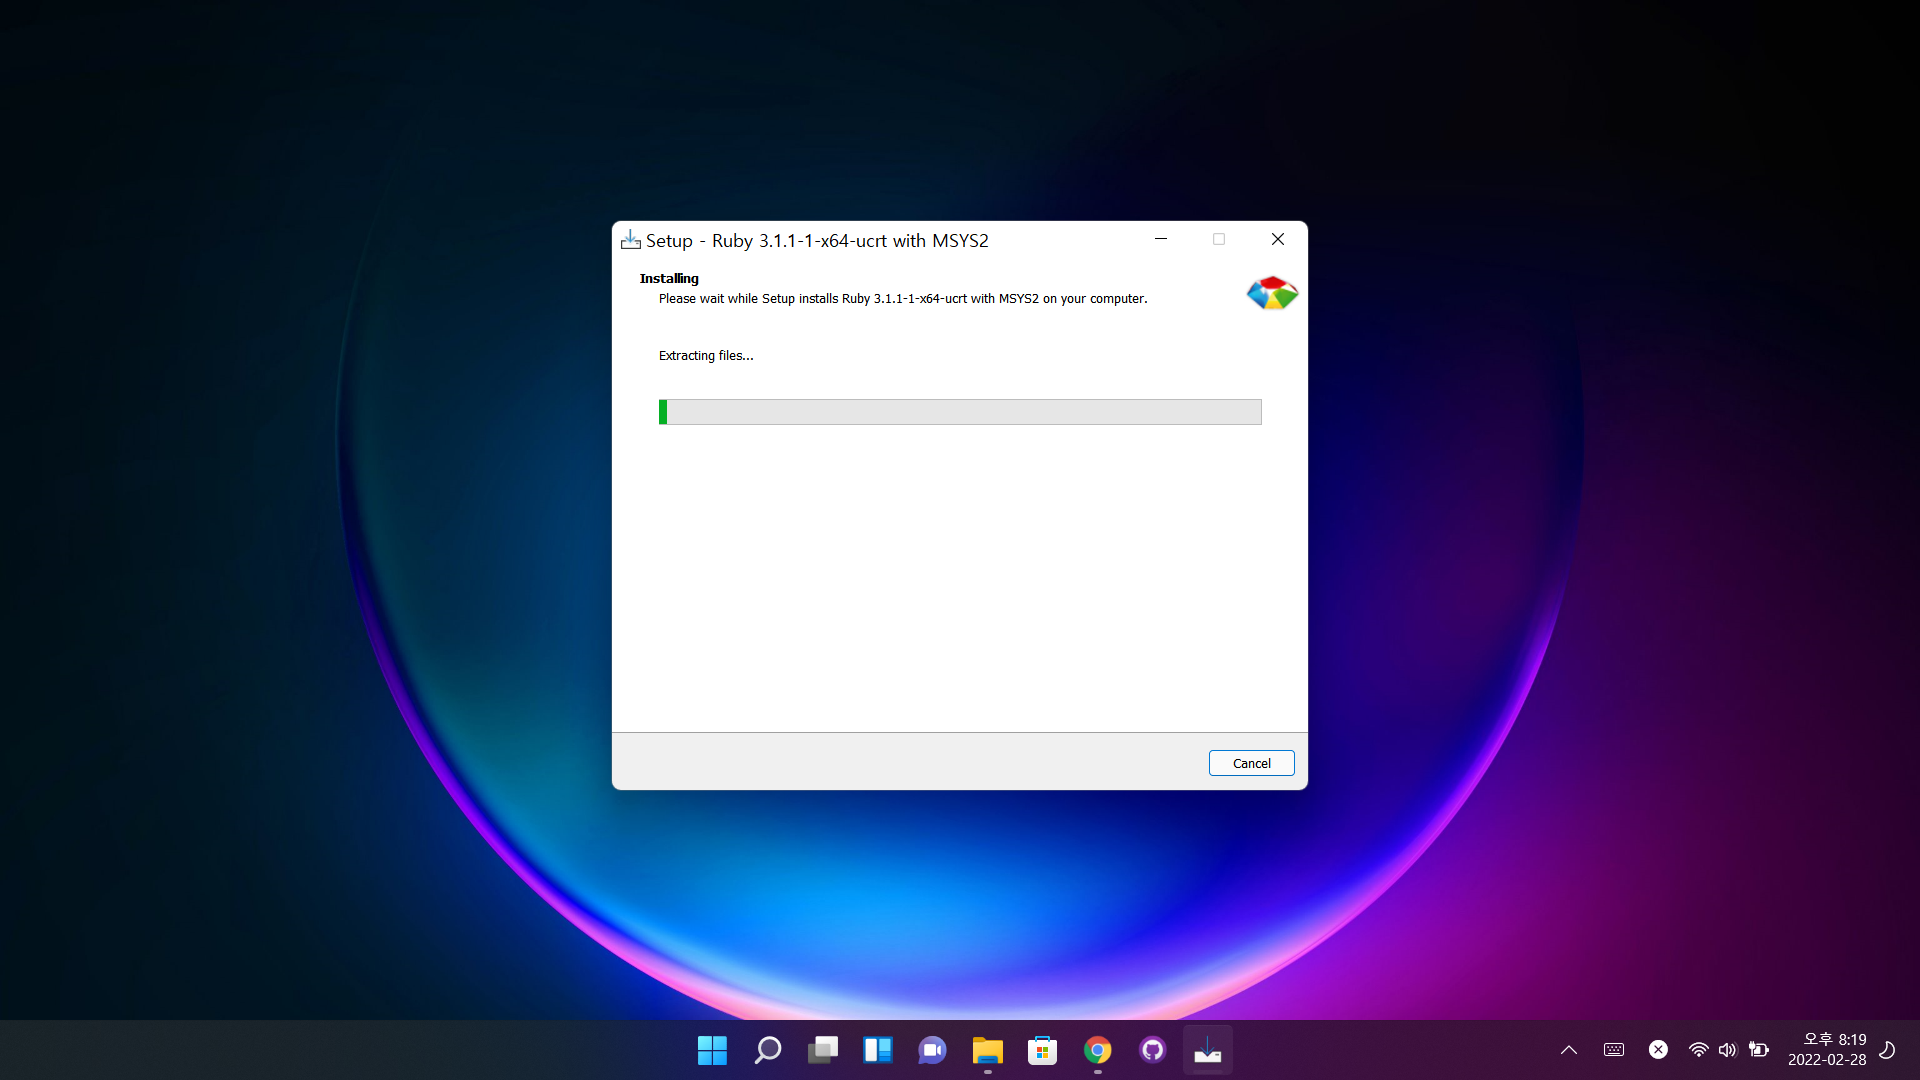 Setup - Ruby 3.1.1-1-x64-ucrt with MSYS2
Installing
Please wait while Setup installs Ruby 3.1.1-1-x64-ucrt with MSYS2 on your computer.
Extracting files...
Cancel
오후 8:19
2022-02-28